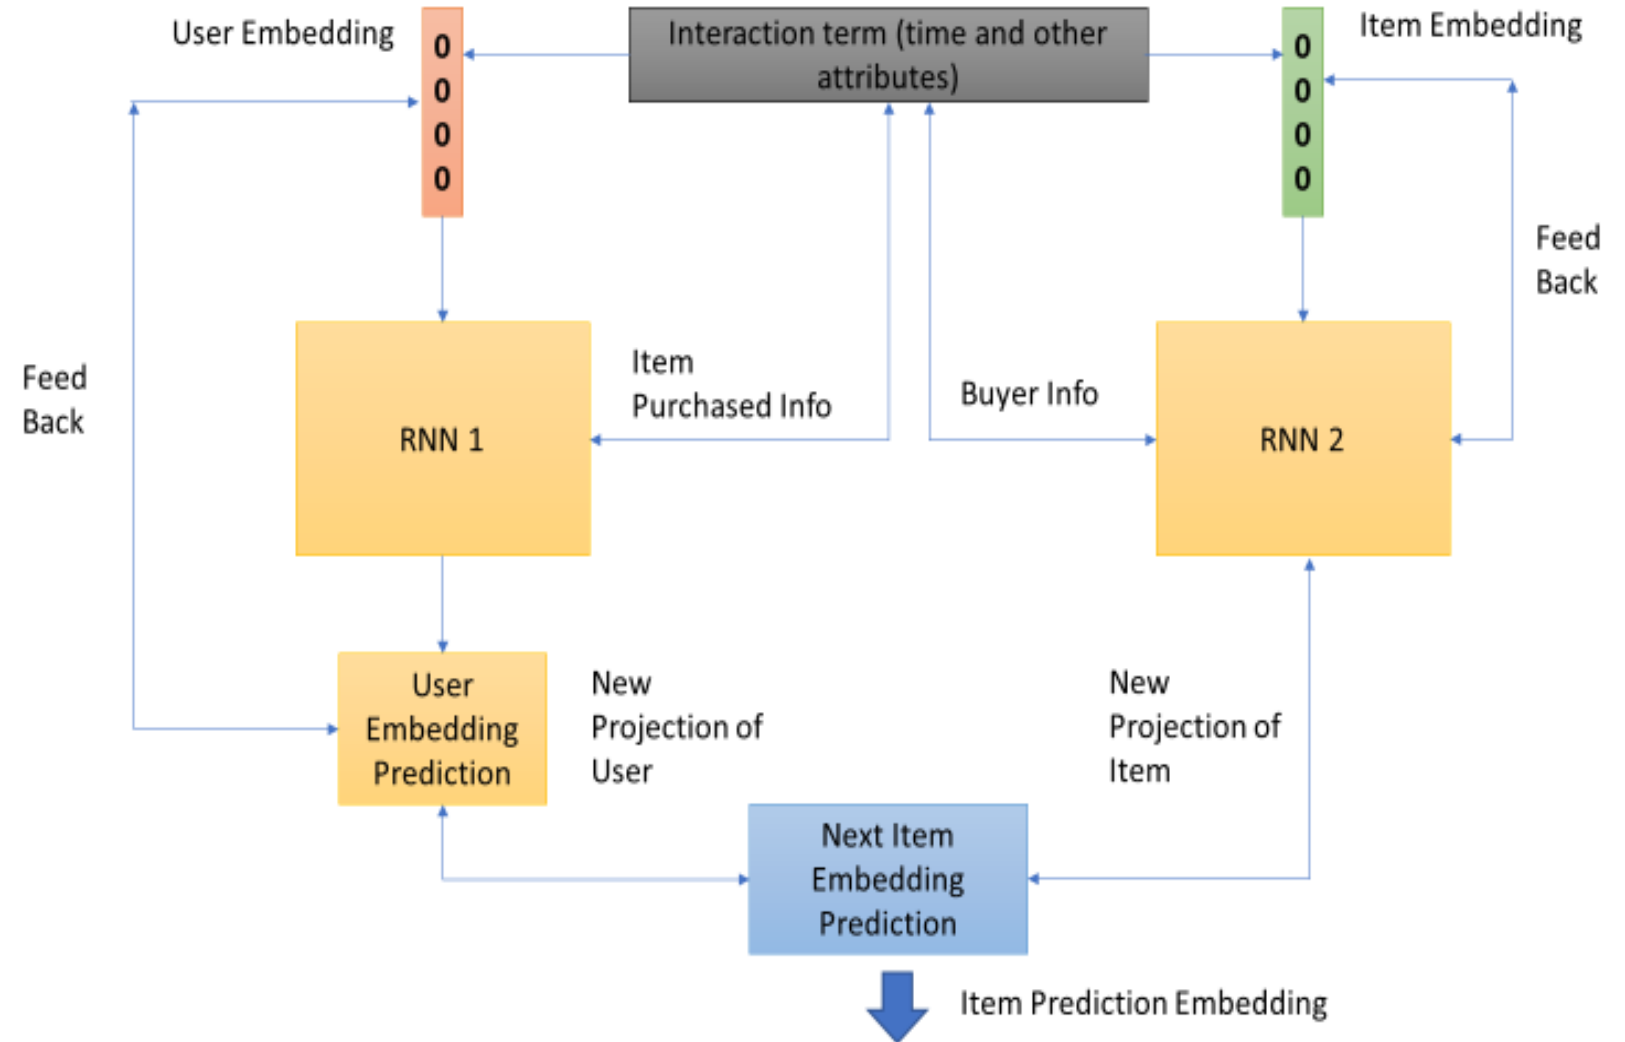 User Embedding
0
0
0
0
Interaction term (time and other
attributes)
0
0
0
0
Item Embedding
Feed
Back
Feed
Back
RNN 1
Item
Purchased Info
Buyer Info
RNN 2
User
Embedding
Prediction
New
Projection of
User
New
Projection of
Item
Next Item
Embedding
Prediction
Item Prediction Embedding